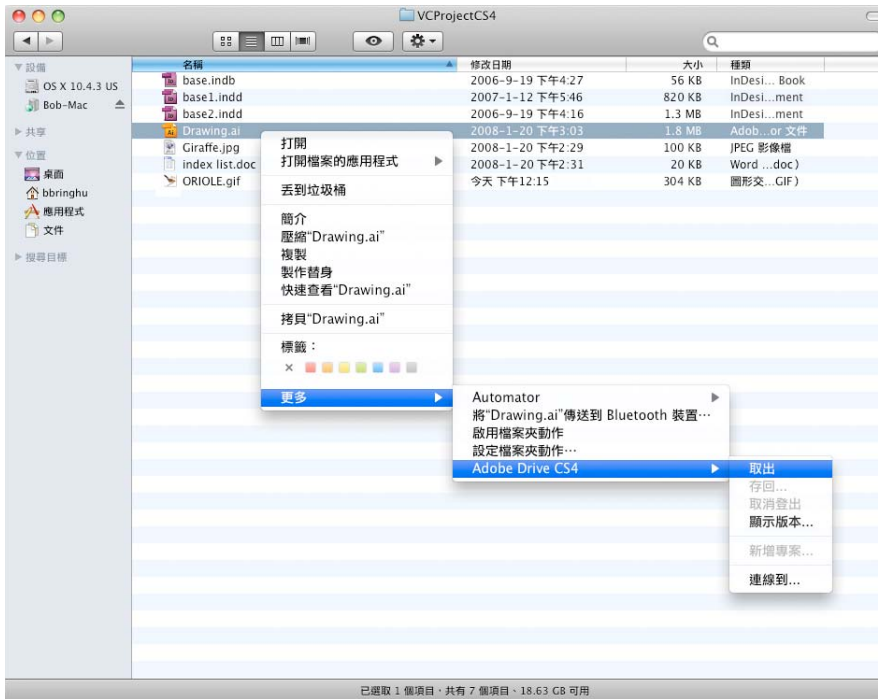 VCProjectCS4
設備
OS X 10.4.3 US
Bob-Mac
共享
位置
桌面
bbringhu
應用程式
文件
搜尋目標
名稱 修改日期 大小 種類
base.indb 2006-9-19 下午4:27 56 KB InDesi... Book
base1.indd 2007-1-12 下午5:46 820 KB InDesi...ment
base2.indd 2006-9-19 下午4:16 1.3 MB InDesi...ment
Drawing.ai 2008-1-20 下午3:03 1.8 MB Adob...or 文件
Giraffe.jpg 2008-1-20 下午2:29 100 KB JPEG 影像檔
index list.doc 2008-1-20 下午2:31 20 KB Word ...doc)
ORIOLE.gif 今天 下午12:15 304 KB 圖形交...GIF)
打開
打開檔案的應用程式
丟到垃圾桶
簡介
壓縮“Drawing.ai”
複製
製作替身
快速查看“Drawing.ai”
拷貝“Drawing.ai”
標籤：
更多
Automator
將“Drawing.ai”傳送到 Bluetooth 裝置⋯
啟用檔案夾動作
設定檔案夾動作⋯
Adobe Drive CS4
取出
存回...
取消登出
顯示版本...
新增專案...
連線到...
已選取 1 個項目，共有 7 個項目、18.63 GB 可用